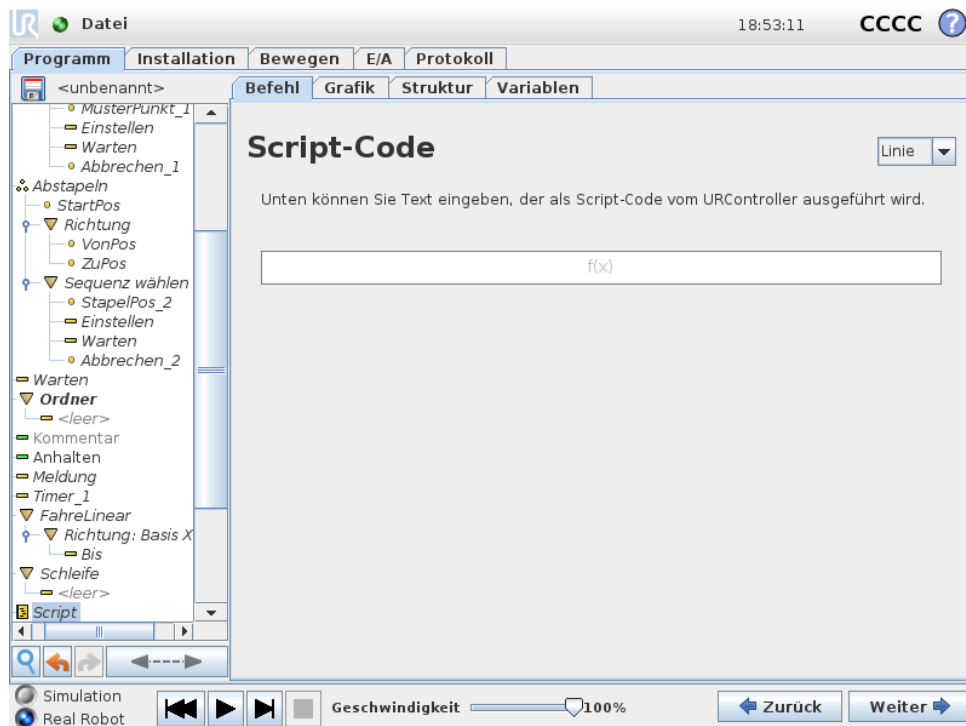 UR Datei 18:53:11 CCCC ?
Programm Installation Bewegen E/A Protokoll
<unbenannt> Befehl Grafik Struktur Variablen
MusterPunkt_1
Einstellen
Warten
Abbrechen_1
Abstapeln
StartPos
Richtung
VonPos
ZuPos
Sequenz wählen
StapelPos_2
Einstellen
Warten
Abbrechen_2
Warten
Ordner
<leer>
Kommentar
Anhalten
Meldung
Timer_1
FahreLinear
Richtung: Basis X
Bis
Schleife
<leer>
Script
Script-Code
Linie
Unten können Sie Text eingeben, der als Script-Code vom URController ausgeführt wird.
f(x)
Simulation
Real Robot
Geschwindigkeit 100%
Zurück Weiter